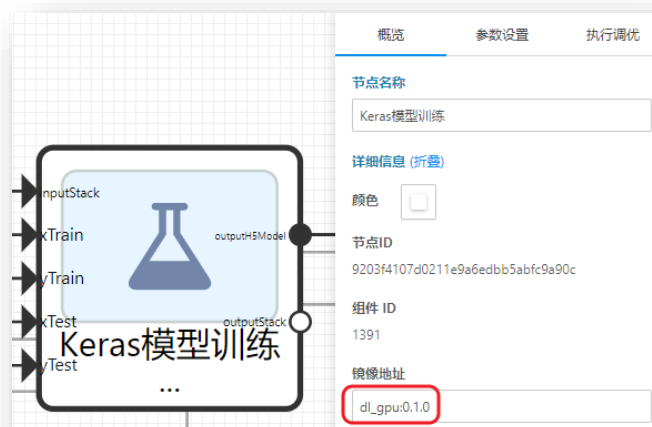 概览 参数设置 执行调优
节点名称
Keras模型训练
详细信息 (折叠)
颜色
节点ID
9203f4107d0211e9a6edbb5abfc9a90c
组件 ID
1391
镜像地址
dl_gpu:0.1.0
inputStack
xTrain
outputH5Model
yTrain
xTest
outputStack
Keras模型训练
yTest
...